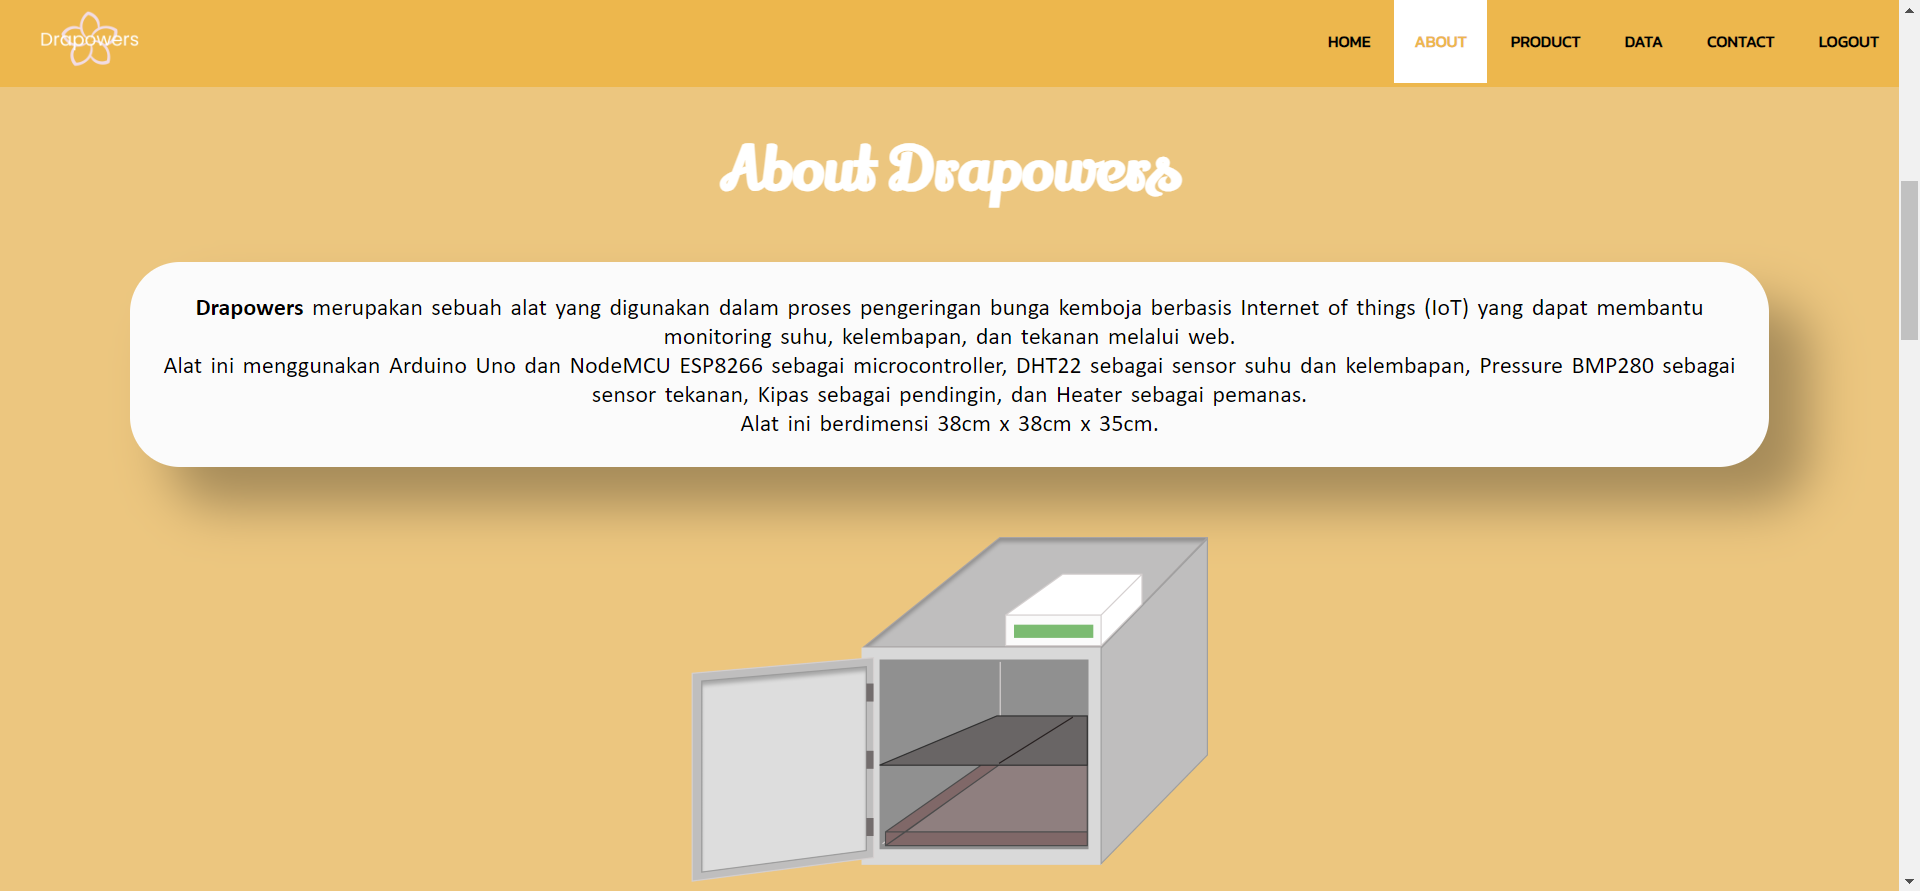 Drapowers
HOME
ABOUT
PRODUCT
DATA
CONTACT
LOGOUT
About Drapowers
Drapowers merupakan sebuah alat yang digunakan dalam proses pengeringan bunga kemboja berbasis Internet of things (IoT) yang dapat membantu
monitoring suhu, kelembapan, dan tekanan melalui web.
Alat ini menggunakan Arduino Uno dan NodeMCU ESP8266 sebagai microcontroller, DHT22 sebagai sensor suhu dan kelembapan, Pressure BMP280 sebagai
sensor tekanan, Kipas sebagai pendingin, dan Heater sebagai pemanas.
Alat ini berdimensi 38cm x 38cm x 35cm.